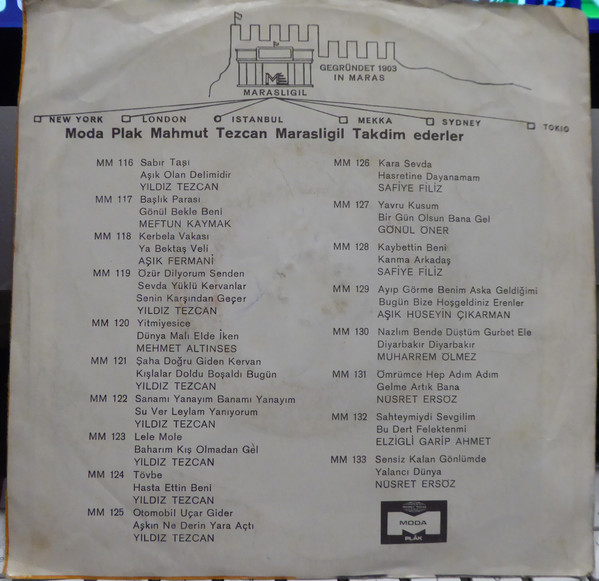 GEGRÜNDET 1903
IN MARAS
M
MARASLIGIL
NEW YORK LONDON ISTANBUL MEKKA SYDNEY TOKIO
Moda Plak Mahmut Tezcan Marasligil Takdim ederler
MM 116 Sabır Taşı
Aşık Olan Delimidir
YILDIZ TEZCAN
MM 117 Başlık Parası
Gönül Bekle Beni
MEFTUN KAYMAK
MM 118 Kerbela Vakası
Ya Bektaş Veli
AŞIK FERMANİ
MM 119 Özür Dilyorum Senden
Sevda Yüklü Kervanlar
Senin Karşından Geçer
YILDIZ TEZCAN
MM 120 Yitmiyesice
Dünya Malı Elde İken
MEHMET ALTINSES
MM 121 Şaha Doğru Giden Kervan
Kışlalar Doldu Boşaldı Bugün
YILDIZ TEZCAN
MM 122 Sanamı Yanayım Banamı Yanayım
Su Ver Leylam Yanıyorum
YILDIZ TEZCAN
MM 123 Lele Mole
Baharım Kış Olmadan Gel
YILDIZ TEZCAN
MM 124 Tövbe
Hasta Ettin Beni
YILDIZ TEZCAN
MM 125 Otomobil Uçar Gider
Aşkın Ne Derin Yara Açtı
YILDIZ TEZCAN
MM 126 Kara Sevda
Hasretine Dayanamam
SAFİYE FİLİZ
MM 127 Yavru Kusum
Bir Gün Olsun Bana Gel
GÖNÜL ÖNER
MM 128 Kaybettin Beni
Kanma Arkadaş
SAFİYE FİLİZ
MM 129 Ayıp Görme Benim Aska Geldiğimi
Bugün Bize Hoşgeldiniz Erenler
AŞIK HÜSEYİN ÇIKARMAN
MM 130 Nazlım Bende Düştüm Gurbet Ele
Diyarbakir Diyarbakır
MUHARREM ÖLMEZ
MM 131 Ömrümce Hep Adım Adım
Gelme Artık Bana
NÜSRET ERSÖZ
MM 132 Sahteymiydi Sevgilim
Bu Dert Felektenmi
ELZİGLİ GARİP AHMET
MM 133 Sensiz Kalan Gönlümde
Yalancı Dünya
NÜSRET ERSÖZ
MODA
PLÂK